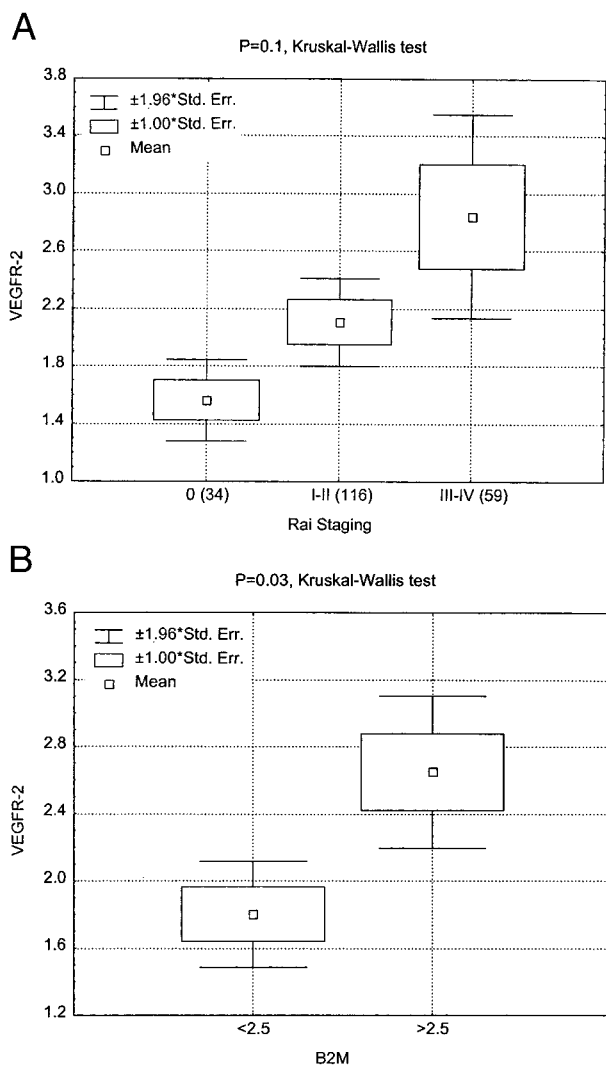 A
P=0.1, Kruskal-Wallis test
3.8
3.4
3.0
2.6
2.2
1.8
1.4
1.0
VEGFR-2
±1.96*Std. Err.
±1.00*Std. Err.
Mean
0 (34)
I-II (116)
III-IV (59)
Rai Staging
B
P=0.03, Kruskal-Wallis test
3.6
3.2
2.8
2.4
2.0
1.6
1.2
VEGFR-2
±1.96*Std. Err.
±1.00*Std. Err.
Mean
<2.5
>2.5
B2M